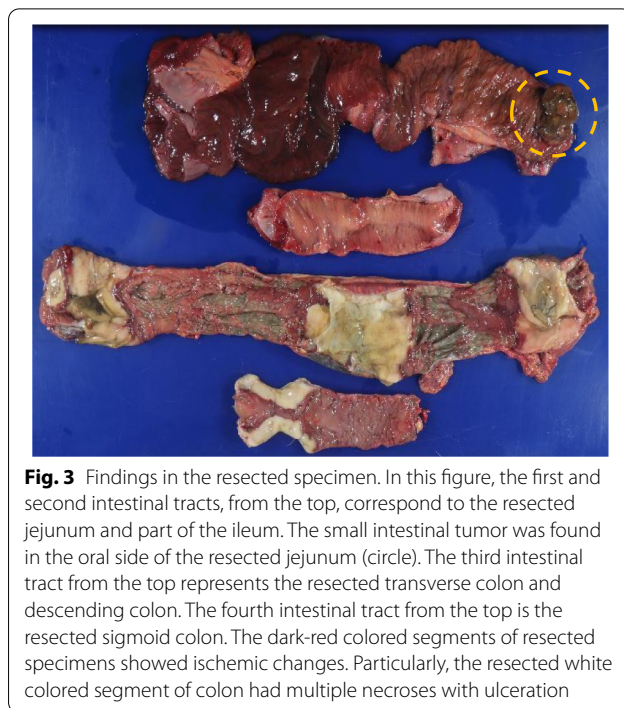 Fig. 3 Findings in the resected specimen. In this figure, the first and
second intestinal tracts, from the top, correspond to the resected
jejunum and part of the ileum. The small intestinal tumor was found
in the oral side of the resected jejunum (circle). The third intestinal
tract from the top represents the resected transverse colon and
descending colon. The fourth intestinal tract from the top is the
resected sigmoid colon. The dark-red colored segments of resected
specimens showed ischemic changes. Particularly, the resected white
colored segment of colon had multiple necroses with ulceration